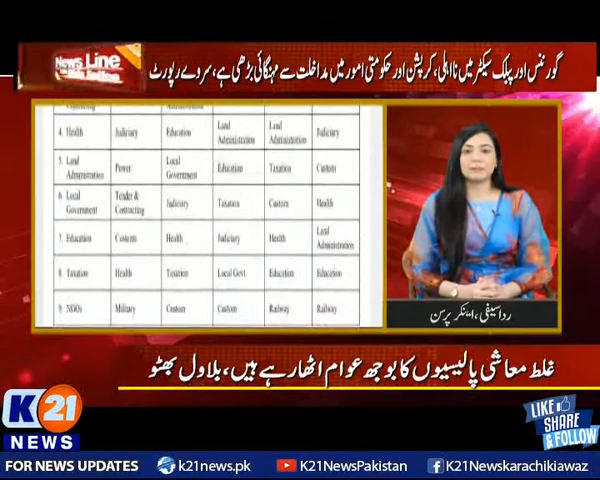 گورننس اور پبلک سیکٹر میں نااہلی، کرپشن اور حکومتی امور میں مداخلت سے مہنگائی بڑھی ہے، سروے رپورٹ
News Line
With Rida Saifee
4. Health Judiciary Education Land Administration Land Administration Judiciary
5. Land Administration Power Local Government Education Taxation Custom
6. Local Government Tender & Contracting Judiciary Taxation Custom Health
7. Education Customs Health Judiciary Health Land Administration
8. Taxation Health Taxation Local Govt. Education Education
9. NGOs Military Custom Custom Railway Railway
ردا سیفی، اینکر پرسن
غلط معاشی پالیسیوں کا بوجھ عوام اٹھا رہے ہیں، بلاول بھٹو
K21
NEWS
LIKE
SHARE
& FOLLOW
FOR NEWS UPDATES k21news.pk K21NewsPakistan K21Newskarachikiawaz